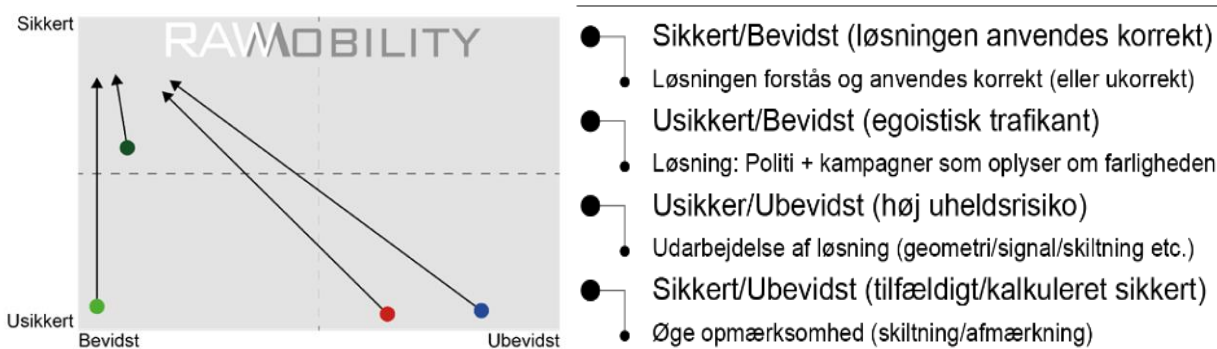 Sikkert
RAWMOBILITY
Usikkert
Bevidst
Ubevidst
Sikkert/Bevidst (løsningen anvendes korrekt)
Løsningen forstås og anvendes korrekt (eller ukorrekt)
Usikkert/Bevidst (egoistisk trafikant)
Løsning: Politi + kampagner som oplyser om farligheden
Usikker/Ubevidst (høj uheldsrisiko)
Udarbejdelse af løsning (geometri/signal/skiltning etc.)
Sikkert/Ubevidst (tilfældigt/kalkuleret sikkert)
Øge opmærksomhed (skiltning/afmærkning)